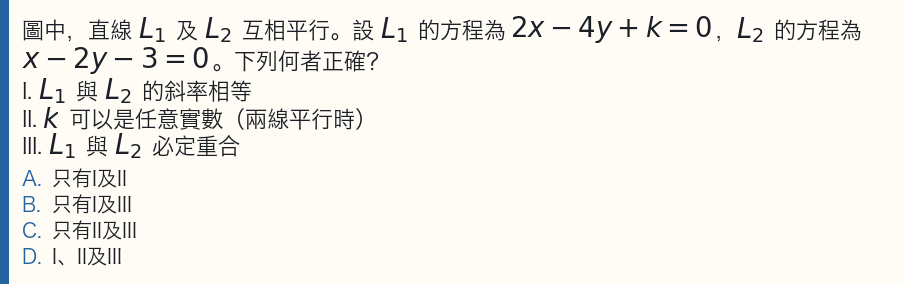 圖中，直線 L₁ 及 L₂ 互相平行。設 L₁ 的方程為 2x − 4y + k = 0，L₂ 的方程為
x − 2y − 3 = 0。下列何者正確?
I. L₁ 與 L₂ 的斜率相等
II. k 可以是任意實數（兩線平行時）
III. L₁ 與 L₂ 必定重合
A. 只有I及II
B. 只有I及III
C. 只有II及III
D. I、II及III